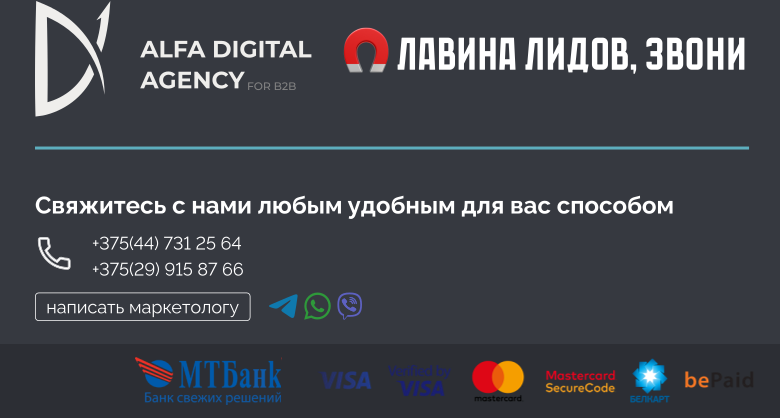 ALFA DIGITAL
AGENCY FOR B2B
ЛАВИНА ЛИДОВ, ЗВОНИ
Свяжитесь с нами любым удобным для вас способом
+375(44) 731 25 64
+375(29) 915 87 66
написать маркетологу
МТБанк
Банк свежих решений
VISA
Verified by
VISA
mastercard
Mastercard
SecureCode
БЕЛКАРТ
bePaid